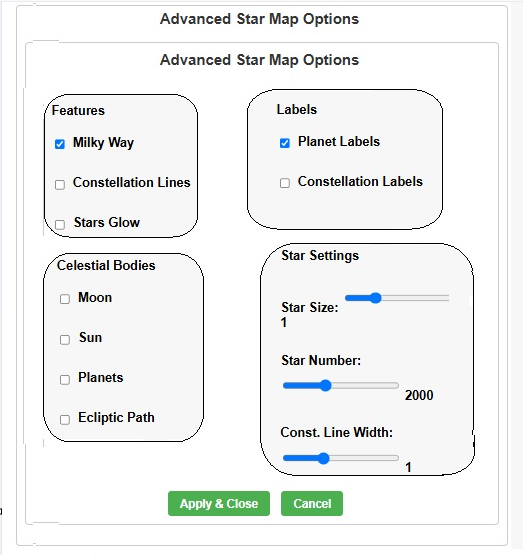 Advanced Star Map Options
Advanced Star Map Options
Features
Milky Way
Constellation Lines
Stars Glow
Labels
Planet Labels
Constellation Labels
Celestial Bodies
Moon
Sun
Planets
Ecliptic Path
Star Settings
Star Size:
1
Star Number:
2000
Const. Line Width:
1
Apply & Close
Cancel